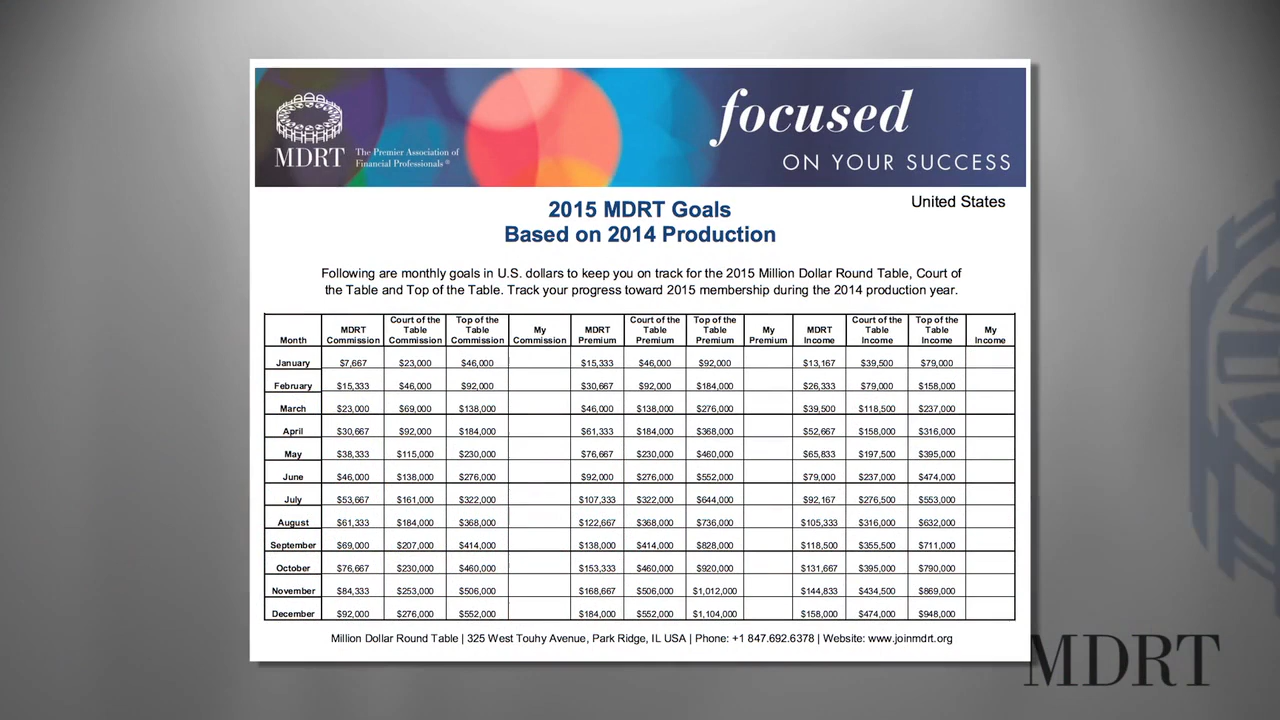 focused
MDRT
The Premier Association of
Financial Professionals®
ON YOUR SUCCESS
United States
2015 MDRT Goals
Based on 2014 Production
Following are monthly goals in U.S. dollars to keep you on track for the 2015 Million Dollar Round Table, Court of
the Table and Top of the Table. Track your progress toward 2015 membership during the 2014 production year.
Month MDRT Commission Court of the Table Commission Top of the Table Commission My Commission MDRT Premium Court of the Table Premium Top of the Table Premium My Premium MDRT Income Court of the Table Income Top of the Table Income My Income
January $7,667 $23,000 $46,000 $15,333 $46,000 $92,000 $13,167 $39,500 $79,000
February $15,333 $46,000 $92,000 $30,667 $92,000 $184,000 $26,333 $79,000 $158,000
March $23,000 $69,000 $138,000 $46,000 $138,000 $276,000 $39,500 $118,500 $237,000
April $30,667 $92,000 $184,000 $61,333 $184,000 $368,000 $52,667 $158,000 $316,000
May $38,333 $115,000 $230,000 $76,667 $230,000 $460,000 $65,833 $197,500 $395,000
June $46,000 $138,000 $276,000 $92,000 $276,000 $552,000 $79,000 $237,000 $474,000
July $53,667 $161,000 $322,000 $107,333 $322,000 $644,000 $92,167 $276,500 $553,000
August $61,333 $184,000 $368,000 $122,667 $368,000 $736,000 $105,333 $316,000 $632,000
September $69,000 $207,000 $414,000 $138,000 $414,000 $828,000 $118,500 $355,500 $711,000
October $76,667 $230,000 $460,000 $153,333 $460,000 $920,000 $131,667 $395,000 $790,000
November $84,333 $253,000 $506,000 $168,667 $506,000 $1,012,000 $144,833 $434,500 $869,000
December $92,000 $276,000 $552,000 $184,000 $552,000 $1,104,000 $158,000 $474,000 $948,000
Million Dollar Round Table | 325 West Touhy Avenue, Park Ridge, IL USA | Phone: +1 847.692.6378 | Website: www.joinmdrt.org
MDRT